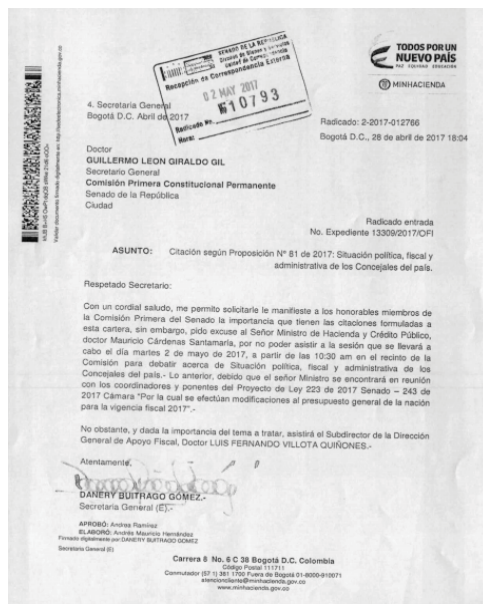 SENADO DE LA REPUBLICA
Recepción de Correspondencia Externa
02 MAY 2017
Radicado No. 10793
Hora:
TODOS POR UN
NUEVO PAÍS
PAZ EQUIDAD EDUCACIÓN
MINHACIENDA
4. Secretaría General
Bogotá D.C. Abril de 2017
Radicado: 2-2017-012766
Bogotá D.C., 26 de abril de 2017 18:04
Doctor
GUILLERMO LEON GIRALDO GIL
Secretario General
Comisión Primera Constitucional Permanente
Senado de la República
Ciudad
Radicado entrada
No. Expediente 13309/2017/OFI
ASUNTO: Citación según Proposición N° 81 de 2017: Situación política, fiscal y
administrativa de los Concejales del país.
Respetado Secretario:
Con un cordial saludo, me permito solicitarle le manifieste a los honorables miembros de
la Comisión Primera del Senado la importancia que tienen las citaciones formuladas a
esta cartera, sin embargo, pido excuse al Señor Ministro de Hacienda y Crédito Público,
doctor Mauricio Cárdenas Santamaría, por no poder asistir a la sesión que se llevará a
cabo el día martes 2 de mayo de 2017, a partir de las 10:30 am en el recinto de la
Comisión para debatir acerca de Situación política, fiscal y administrativa de los
Concejales del país.- Lo anterior, debido que el señor Ministro se encontrará en reunión
con los coordinadores y ponentes del Proyecto de Ley 223 de 2017 Senado – 243 de
2017 Cámara "Por la cual se efectúan modificaciones al presupuesto general de la nación
para la vigencia fiscal 2017".-
No obstante, y dada la importancia del tema a tratar, asistirá el Subdirector de la Dirección
General de Apoyo Fiscal, Doctor LUIS FERNANDO VILLOTA QUIÑONES.-
Atentamente,
DANERY BUITRAGO GÓMEZ.-
Secretaria General (E).-
APROBÓ: Andrea Ramírez
ELABORÓ: Andrés Mauricio Hernández
Firmado digitalmente por:DANERY BUITRAGO GOMEZ
Secretaria General (E)
Carrera 8 No. 6 C 38 Bogotá D.C. Colombia
Código Postal 111711
Conmutador (57 1) 381 1700 Fuera de Bogotá 01-8000-910071
atencioncliente@minhacienda.gov.co
www.minhacienda.gov.co